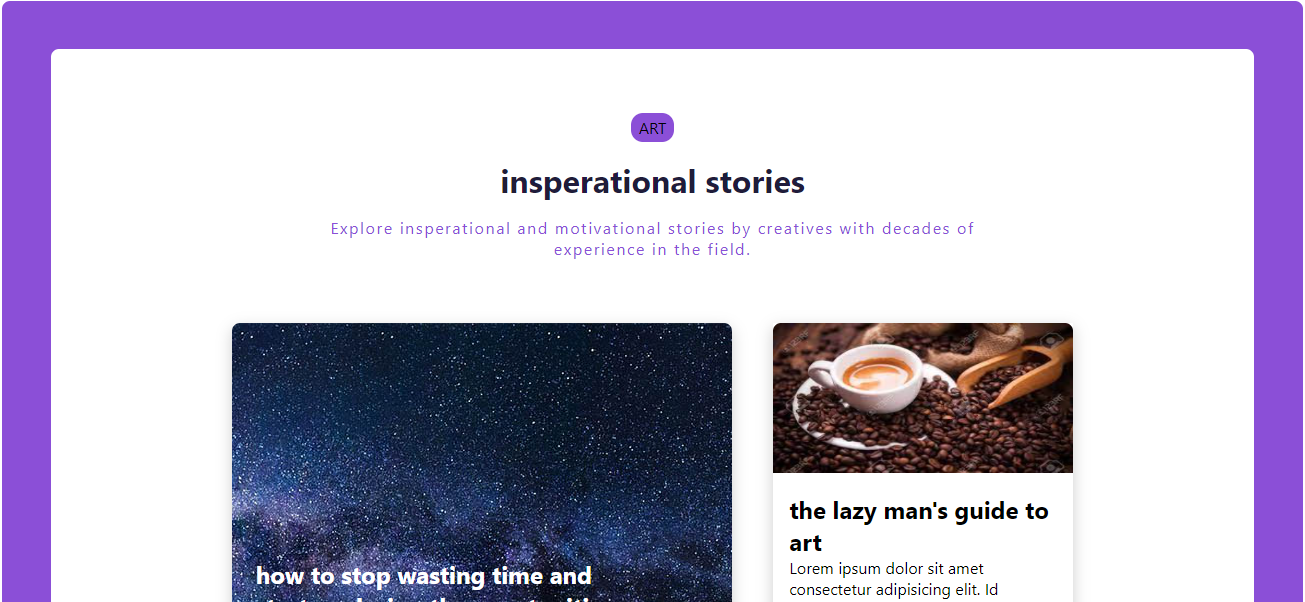 ART
insperational stories
Explore insperational and motivational stories by creatives with decades of
experience in the field.
how to stop wasting time and
the lazy man's guide to
art
Lorem ipsum dolor sit amet
consectetur adipisicing elit. Id